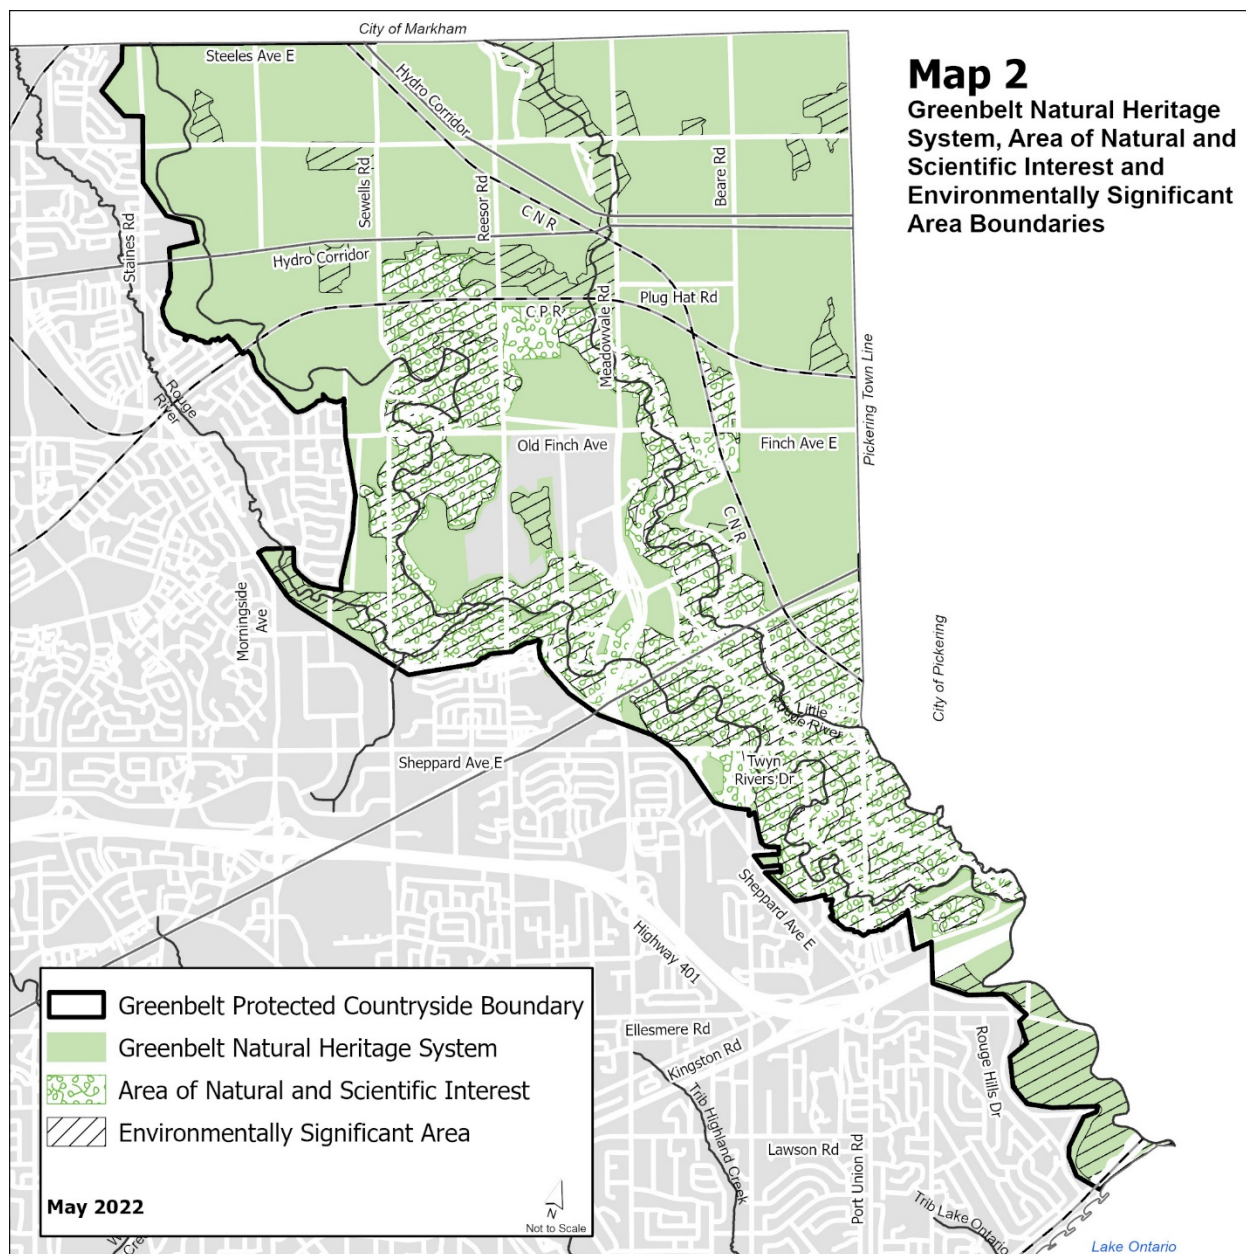 City of Markham
Steeles Ave E
Map 2
Greenbelt Natural Heritage
System, Area of Natural and
Scientific Interest and
Environmentally Significant
Area Boundaries
Hydro Corridor
Sewells Rd
Reesor Rd
Beare Rd
C N R
Staines Rd
Hydro Corridor
Plug Hat Rd
C P R
Meadowvale Rd
Pickering Town Line
Rouge
River
Old Finch Ave
Finch Ave E
C N R
Morningside
Ave
City of Pickering
Little
Rouge River
Sheppard Ave E
Twyn
Rivers Dr
Sheppard Ave E
Highway 401
Greenbelt Protected Countryside Boundary
Greenbelt Natural Heritage System
Area of Natural and Scientific Interest
Environmentally Significant Area
May 2022
N
Not to Scale
Ellesmere Rd
Kingston Rd
Rouge Hills Dr
Trib Highland Creek
Lawson Rd
Port Union Rd
Trib Lake Ontario
Lake Ontario